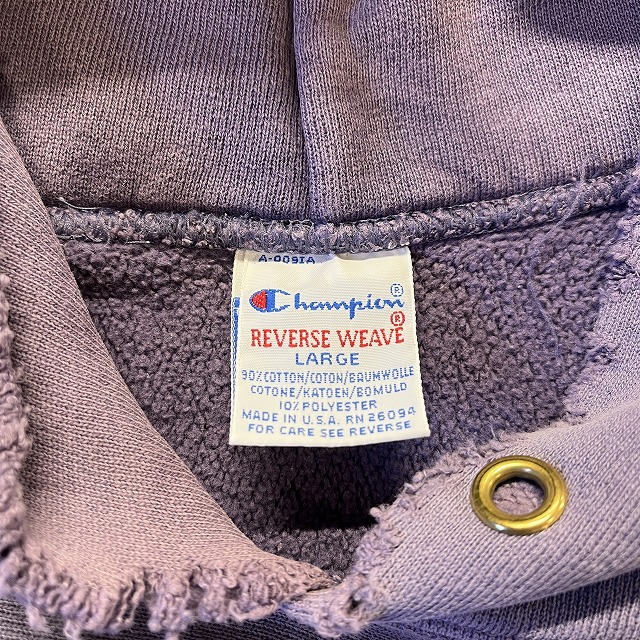 A-009IA
Champion®
REVERSE WEAVE®
LARGE
90% COTTON/COTON/BAUMWOLLE
COTONE/KATOEN/BOMULD
10% POLYESTER
MADE IN U.S.A. RN 26094
FOR CARE SEE REVERSE